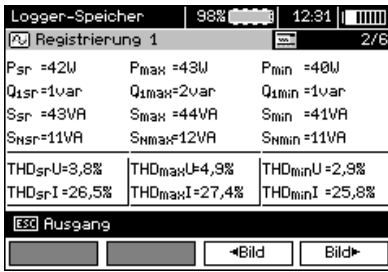 Logger-Speicher 98% 12:31
Registrierung 1 2/6
Psr =42W Pmax =43W Pmin =40W
Q1sr=1var Q1max=2var Q1min =1var
Ssr =43VA Smax =44VA Smin =41VA
SNsr=11VA SNmax=12VA SNmin =11VA
THDsrU=3,8% THDmaxU=4,9% THDminU =2,9%
THDsrI =26,5% THDmaxI=27,4% THDminI =25,8%
ESC Ausgang
◄Bild Bild►